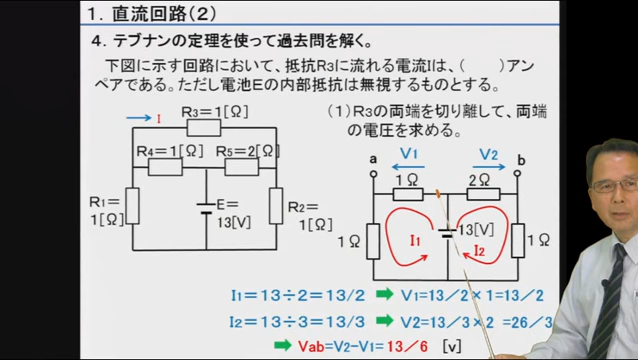 1．直流回路（2）
4．テブナンの定理を使って過去問を解く。
下図に示す回路において、抵抗R3に流れる電流Iは、（　　）アン
ペアである。ただし電池Eの内部抵抗は無視するものとする。
I
R3＝1[Ω]
R4＝1[Ω]
R5＝2[Ω]
R1＝
1[Ω]
E＝
13[V]
R2＝
1[Ω]
（1）R3の両端を切り離して、両端
の電圧を求める。
a
V1
V2
b
1Ω
2Ω
1Ω
I1
13[V]
I2
1Ω
I1＝13÷2＝13/2
V1=13／2×1=13／2
I2＝13÷3＝13/3
V2=13／3×2 =26／3
Vab=V2-V1= 13／6 [v]